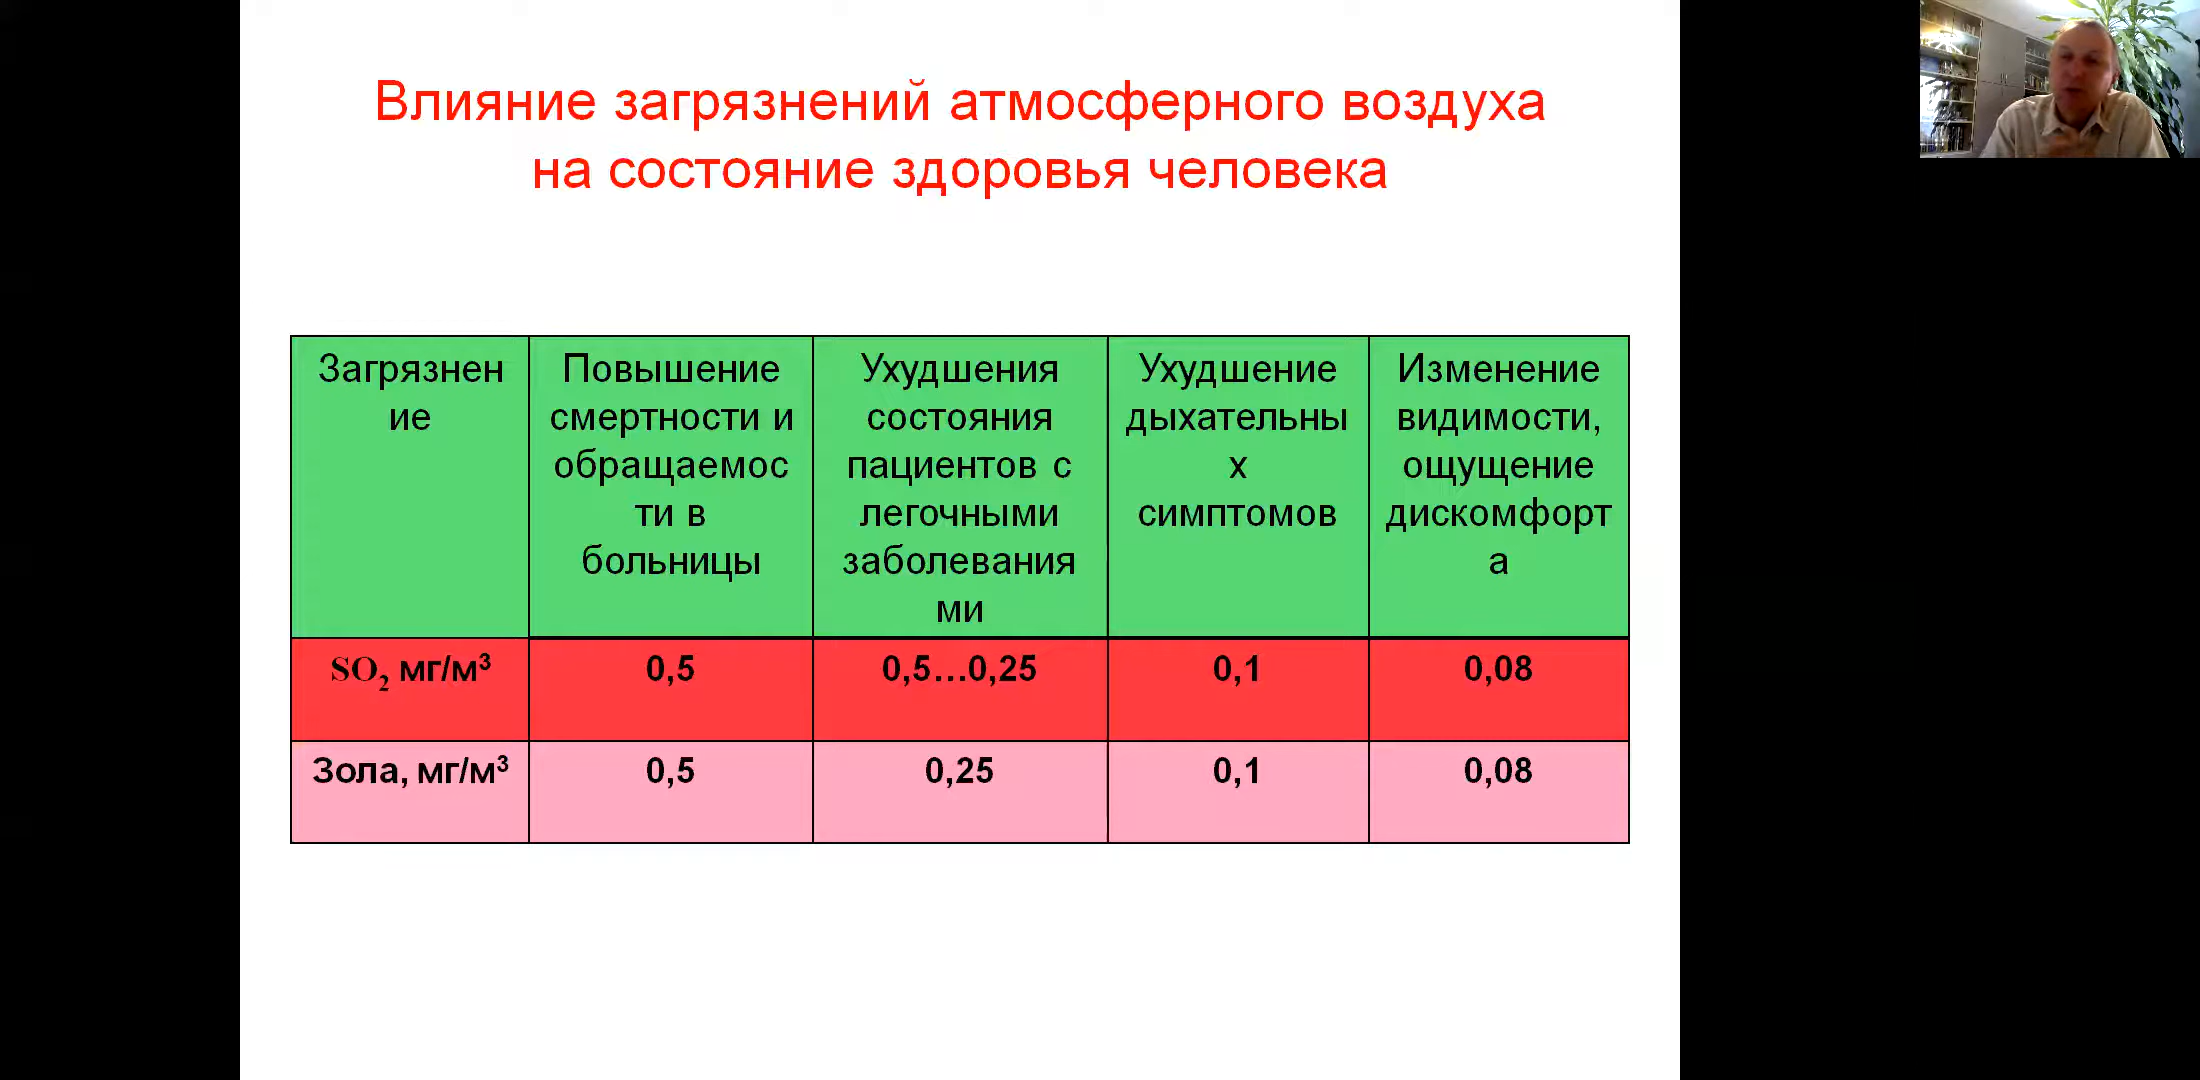 Влияние загрязнений атмосферного воздуха
на состояние здоровья человека
Загрязнен
ие
Повышение
смертности и
обращаемос
ти в
больницы
Ухудшения
состояния
пациентов с
легочными
заболевания
ми
Ухудшение
дыхательны
х
симптомов
Изменение
видимости,
ощущение
дискомфорт
а
SO₂ мг/м³
0,5
0,5…0,25
0,1
0,08
Зола, мг/м³
0,5
0,25
0,1
0,08